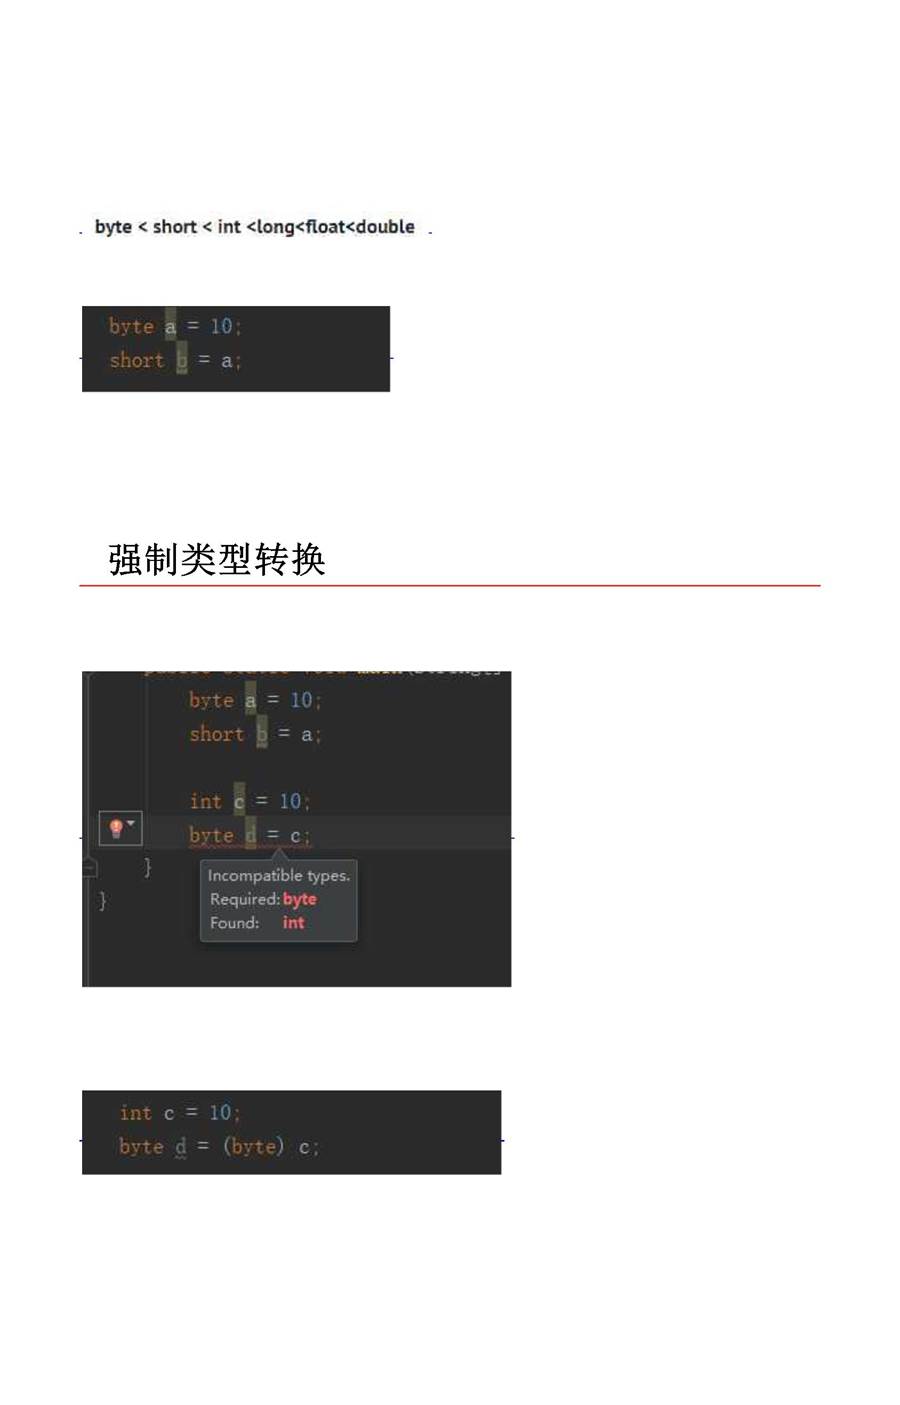 byte < short < int <long<float<double
byte a = 10;
short b = a;
强制类型转换
byte a = 10;
short b = a;
int c = 10;
byte d = c;
}
}
Incompatible types.
Required: byte
Found: int
int c = 10;
byte d = (byte) c;